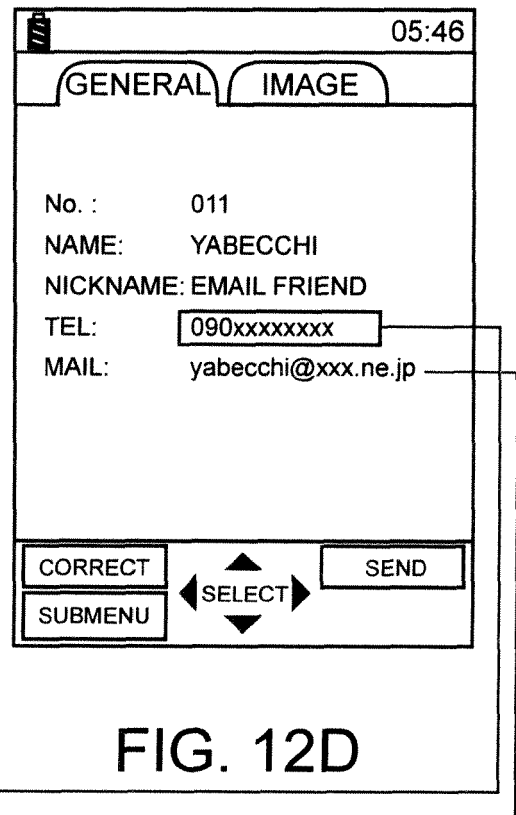 05:46
GENERAL IMAGE
No. : 011
NAME: YABECCHI
NICKNAME: EMAIL FRIEND
TEL: 090xxxxxxxx
MAIL: yabecchi@xxx.ne.jp
CORRECT SELECT SEND
SUBMENU
FIG. 12D